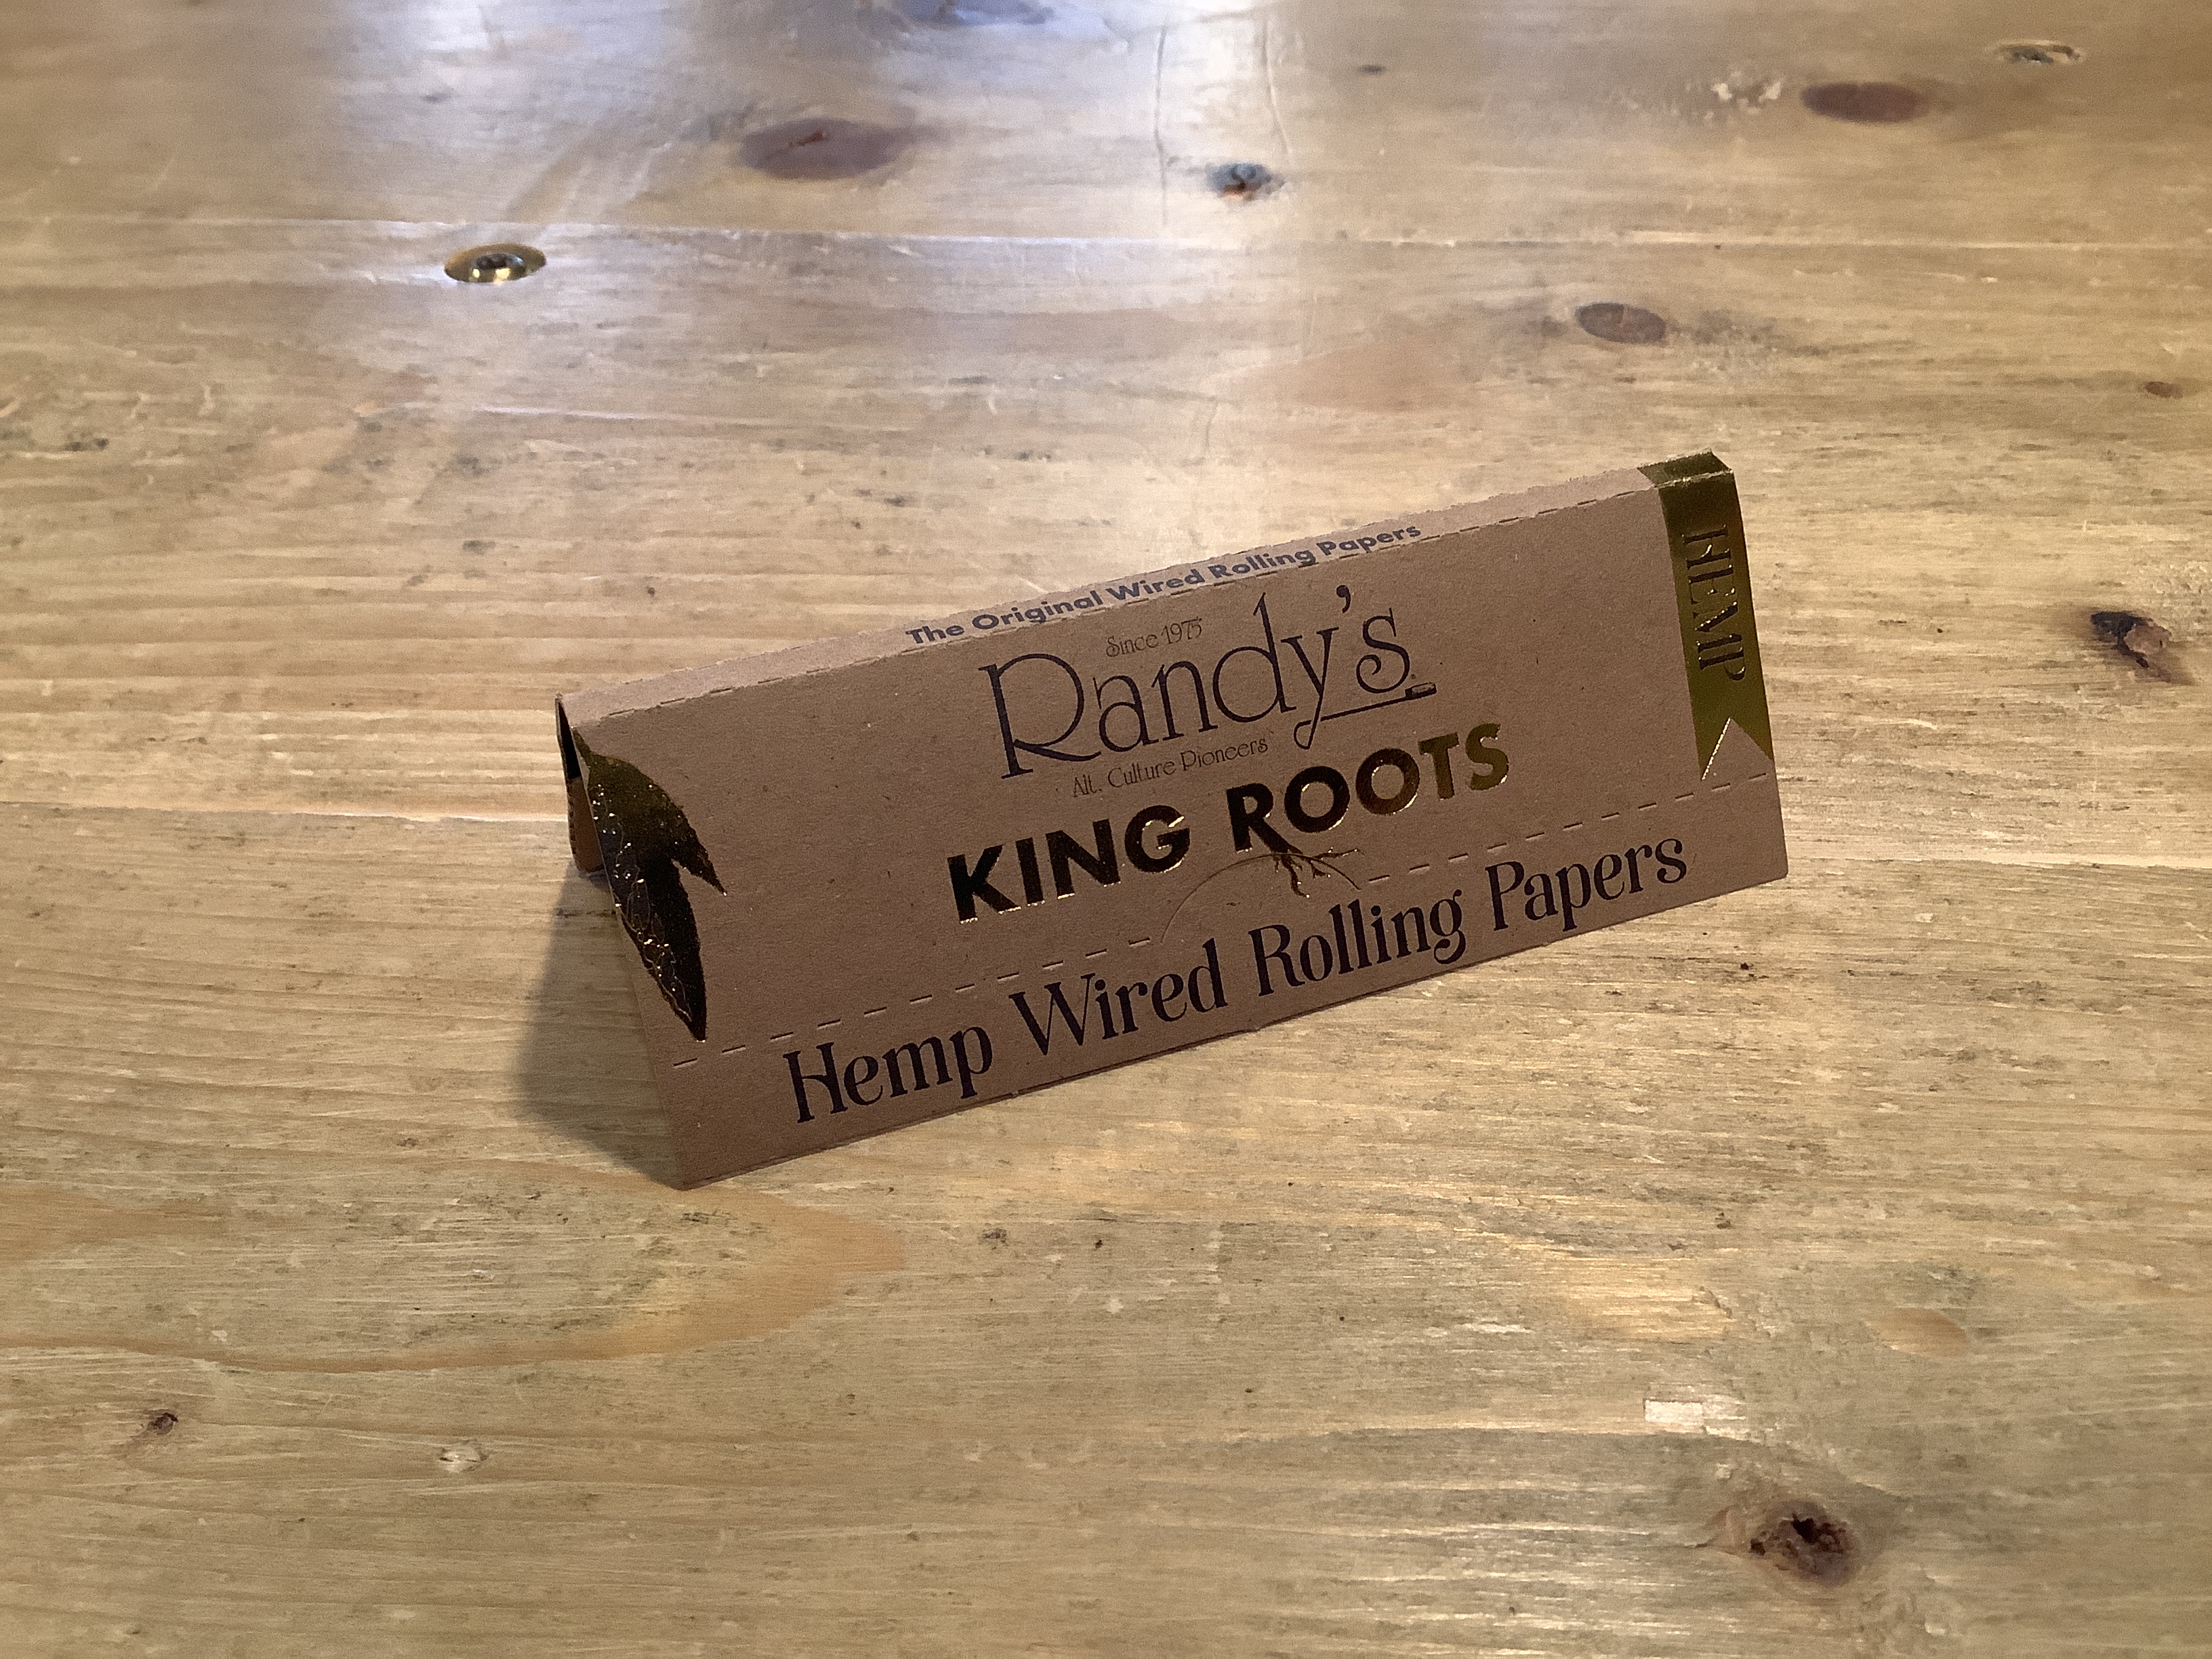 The Original Wired Rolling Papers
Since 1975
Randy's
Alt. Culture Pioneers
KING ROOTS
Hemp Wired Rolling Papers
HEMP